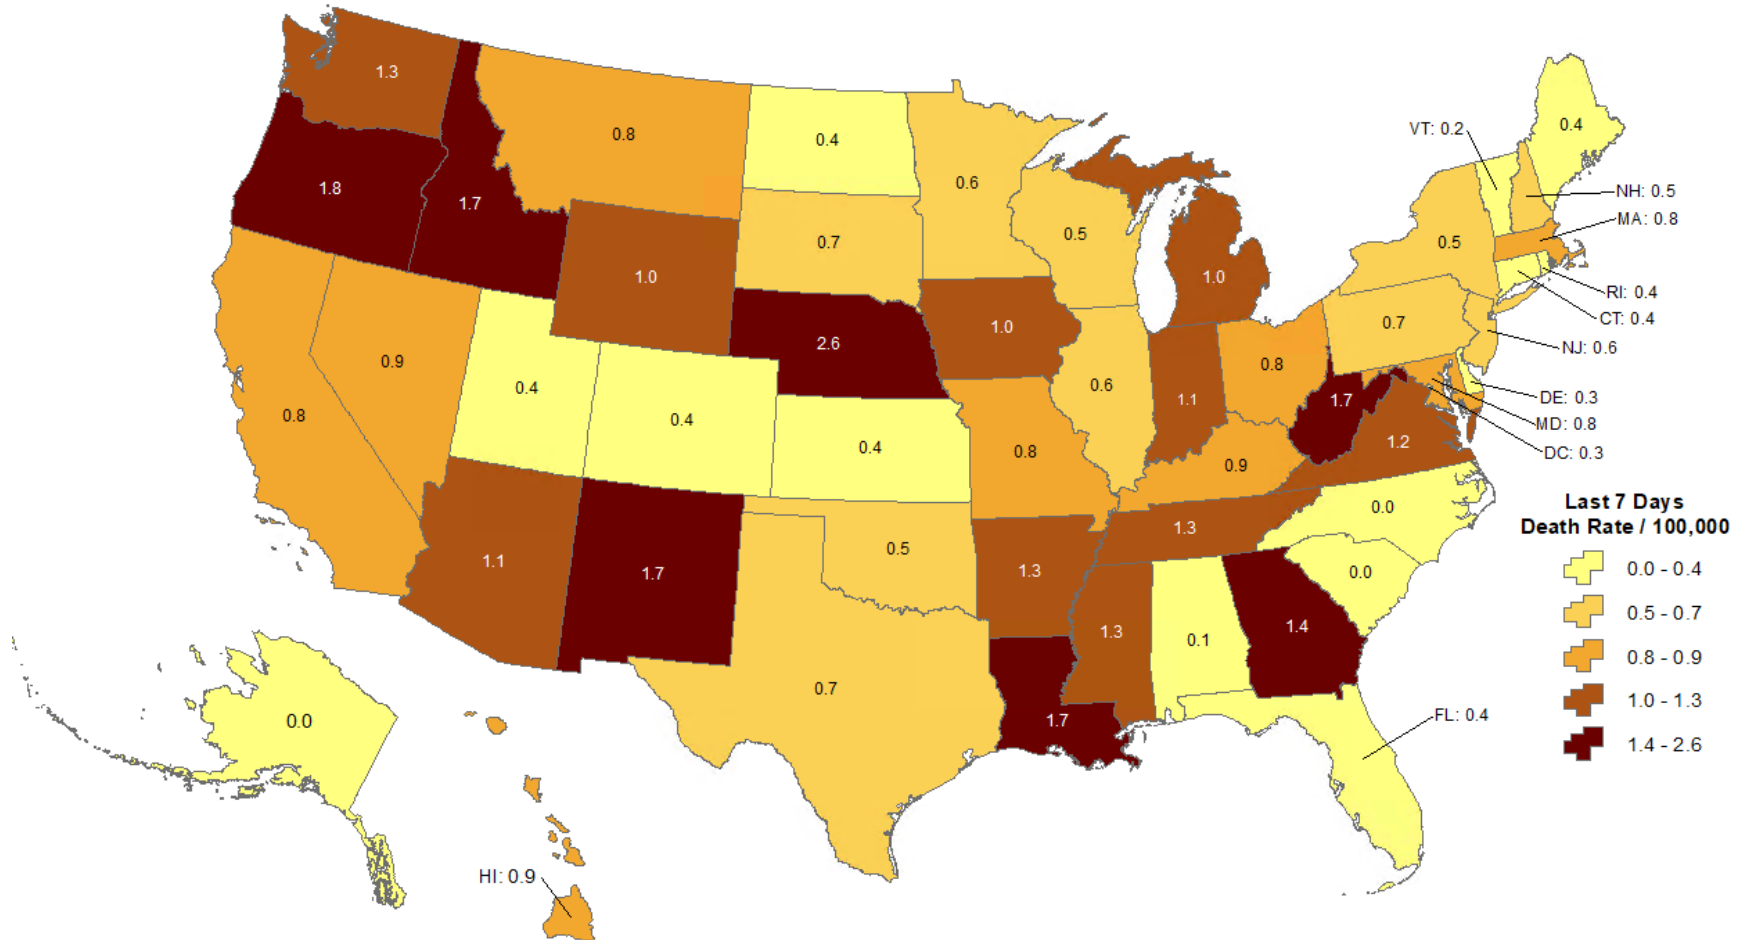 1.3
0.8
0.4
0.4
VT: 0.2
0.6
1.8
1.7
NH: 0.5
MA: 0.8
0.5
0.5
0.7
1.0
1.0
RI: 0.4
CT: 0.4
0.7
1.0
2.6
NJ: 0.6
0.9
0.8
0.4
0.6
1.1
1.7
DE: 0.3
0.8
0.4
MD: 0.8
1.2
0.4
0.8
DC: 0.3
0.9
Last 7 Days
Death Rate / 100,000
0.0
1.3
0.5
1.1
1.7
1.3
0.0
0.0 - 0.4
0.5 - 0.7
1.3
0.1
1.4
0.8 - 0.9
0.7
1.0 - 1.3
0.0
1.7
FL: 0.4
1.4 - 2.6
HI: 0.9